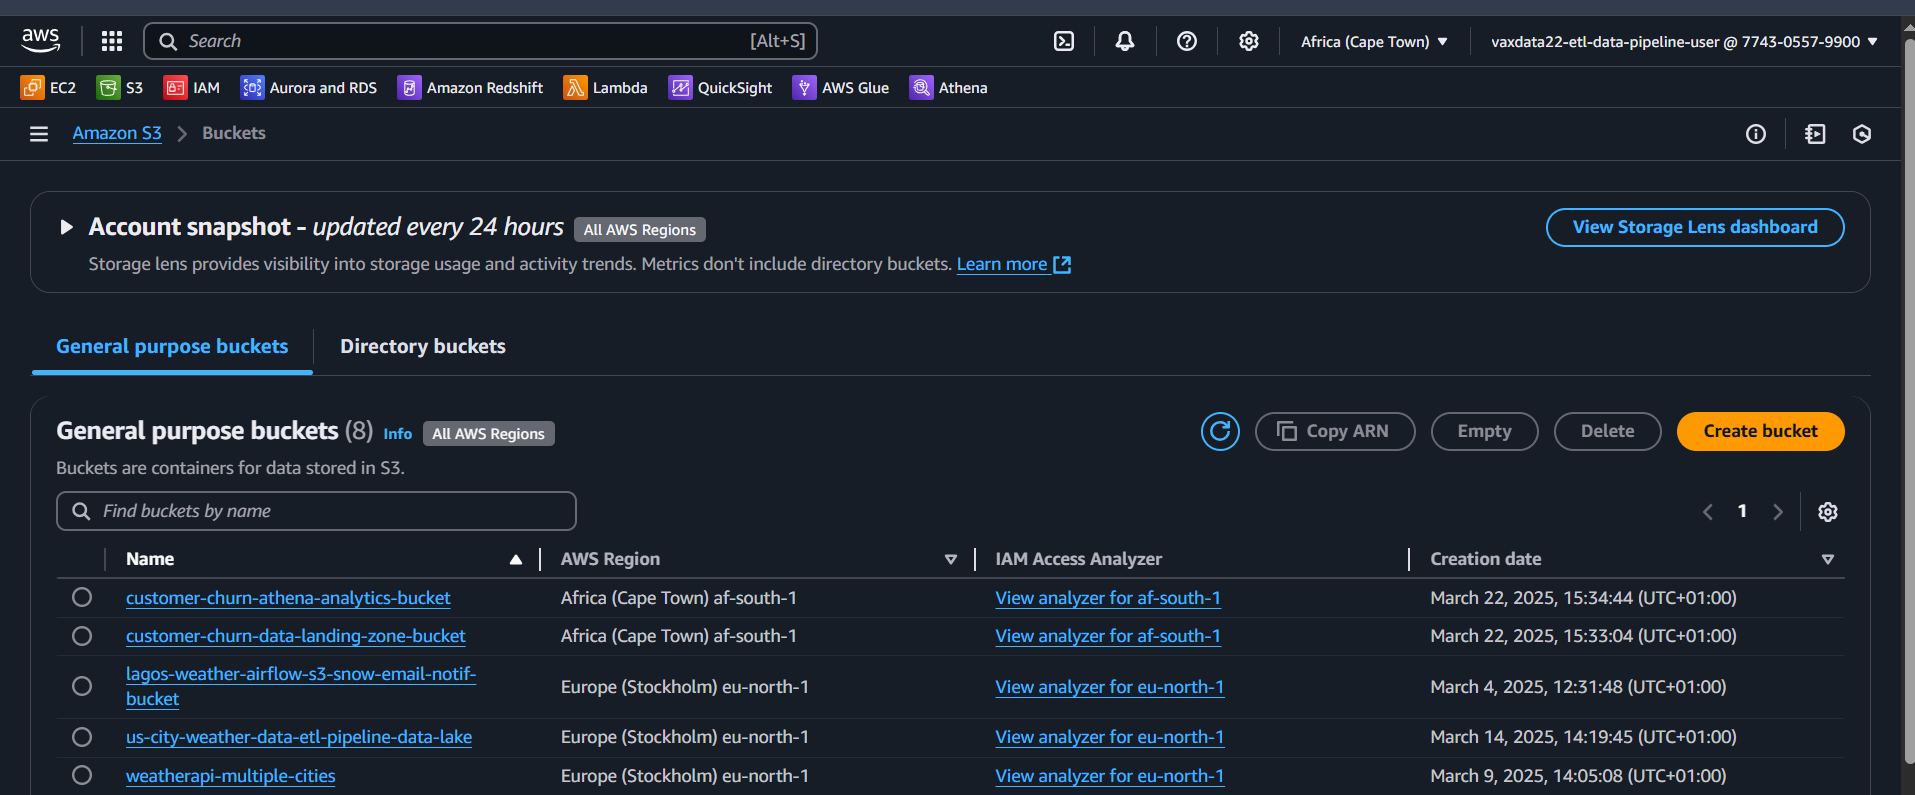 aws Search [Alt+S] Africa (Cape Town) vaxdata22-etl-data-pipeline-user @ 7743-0557-9900
EC2 S3 IAM Aurora and RDS Amazon Redshift Lambda QuickSight AWS Glue Athena
Amazon S3 Buckets
Account snapshot - updated every 24 hours All AWS Regions View Storage Lens dashboard
Storage lens provides visibility into storage usage and activity trends. Metrics don't include directory buckets. Learn more
General purpose buckets Directory buckets
General purpose buckets (8) Info All AWS Regions Copy ARN Empty Delete Create bucket
Buckets are containers for data stored in S3.
Find buckets by name 1
Name AWS Region IAM Access Analyzer Creation date
customer-churn-athena-analytics-bucket Africa (Cape Town) af-south-1 View analyzer for af-south-1 March 22, 2025, 15:34:44 (UTC+01:00)
customer-churn-data-landing-zone-bucket Africa (Cape Town) af-south-1 View analyzer for af-south-1 March 22, 2025, 15:33:04 (UTC+01:00)
lagos-weather-airflow-s3-snow-email-notif-
bucket Europe (Stockholm) eu-north-1 View analyzer for eu-north-1 March 4, 2025, 12:31:48 (UTC+01:00)
us-city-weather-data-etl-pipeline-data-lake Europe (Stockholm) eu-north-1 View analyzer for eu-north-1 March 14, 2025, 14:19:45 (UTC+01:00)
weatherapi-multiple-cities Europe (Stockholm) eu-north-1 View analyzer for eu-north-1 March 9, 2025, 14:05:08 (UTC+01:00)